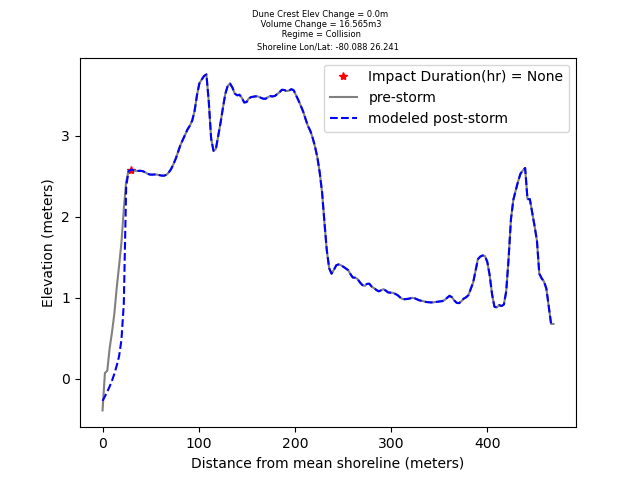 Dune Crest Elev Change = 0.0m
Volume Change = 16.565m3
Regime = Collision
Shoreline Lon/Lat: -80.088 26.241
Impact Duration(hr) = None
pre-storm
modeled post-storm
3
2
1
0
Elevation (meters)
0 100 200 300 400
Distance from mean shoreline (meters)